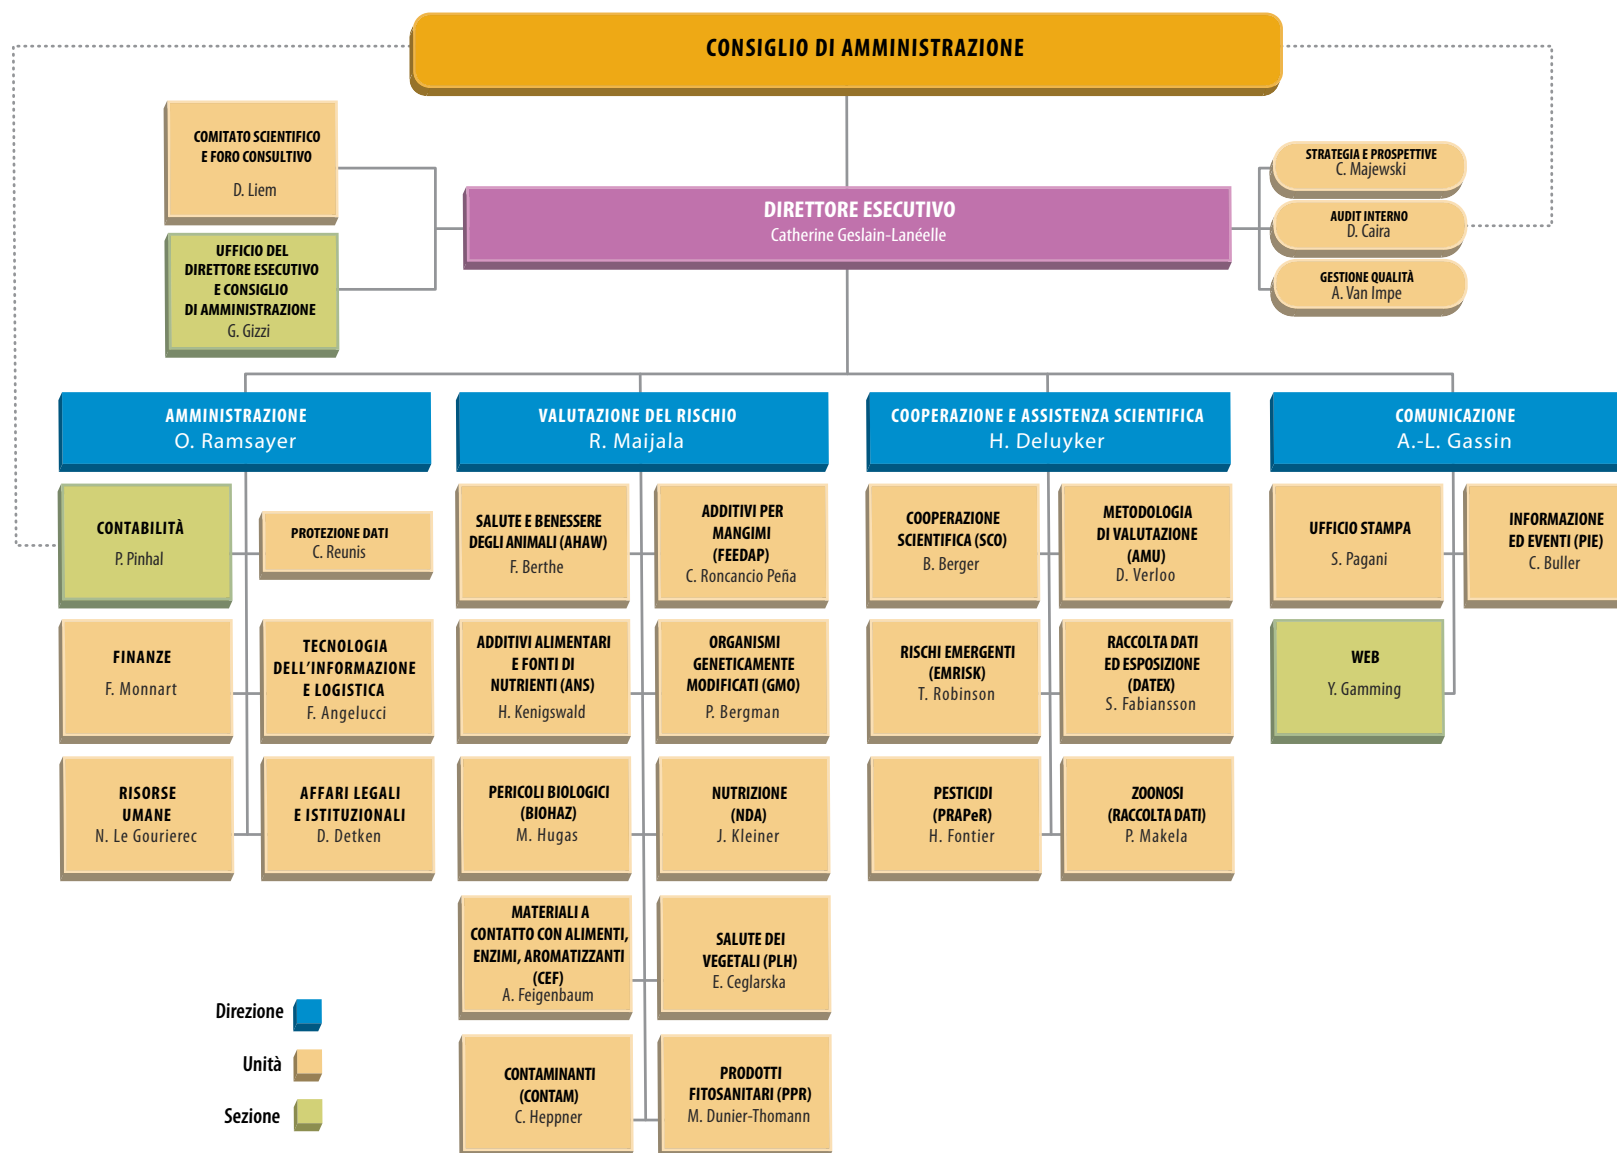 CONSIGLIO DI AMMINISTRAZIONE
COMITATO SCIENTIFICO
E FORO CONSULTIVO
D. Liem
UFFICIO DEL
DIRETTORE ESECUTIVO
E CONSIGLIO
DI AMMINISTRAZIONE
G. Gizzi
DIRETTORE ESECUTIVO
Catherine Geslain-Lanéelle
STRATEGIA E PROSPETTIVE
C. Majewski
AUDIT INTERNO
D. Caira
GESTIONE QUALITÀ
A. Van Impe
AMMINISTRAZIONE
O. Ramsayer
VALUTAZIONE DEL RISCHIO
R. Maijala
COOPERAZIONE E ASSISTENZA SCIENTIFICA
H. Deluyker
COMUNICAZIONE
A.-L. Gassin
CONTABILITÀ
P. Pinhal
PROTEZIONE DATI
C. Reunis
FINANZE
F. Monnart
TECNOLOGIA
DELL'INFORMAZIONE
E LOGISTICA
F. Angelucci
RISORSE
UMANE
N. Le Gourierec
AFFARI LEGALI
E ISTITUZIONALI
D. Detken
SALUTE E BENESSERE
DEGLI ANIMALI (AHAW)
F. Berthe
ADDITIVI PER
MANGIMI
(FEEDAP)
C. Roncancio Peña
ADDITIVI ALIMENTARI
E FONTI DI
NUTRIENTI (ANS)
H. Kenigswald
ORGANISMI
GENETICAMENTE
MODIFICATI (GMO)
P. Bergman
PERICOLI BIOLOGICI
(BIOHAZ)
M. Hugas
NUTRIZIONE
(NDA)
J. Kleiner
MATERIALI A
CONTATTO CON ALIMENTI,
ENZIMI, AROMATIZZANTI
(CEF)
A. Feigenbaum
SALUTE DEI
VEGETALI (PLH)
E. Ceglarska
CONTAMINANTI
(CONTAM)
C. Heppner
PRODOTTI
FITOSANITARI (PPR)
M. Dunier-Thomann
COOPERAZIONE
SCIENTIFICA (SCO)
B. Berger
METODOLOGIA
DI VALUTAZIONE
(AMU)
D. Verloo
RISCHI EMERGENTI
(EMRISK)
T. Robinson
RACCOLTA DATI
ED ESPOSIZIONE
(DATEX)
S. Fabiansson
PESTICIDI
(PRAPeR)
H. Fontier
ZOONOSI
(RACCOLTA DATI)
P. Makela
UFFICIO STAMPA
S. Pagani
INFORMAZIONE
ED EVENTI (PIE)
C. Buller
WEB
Y. Gamming
Direzione
Unità
Sezione